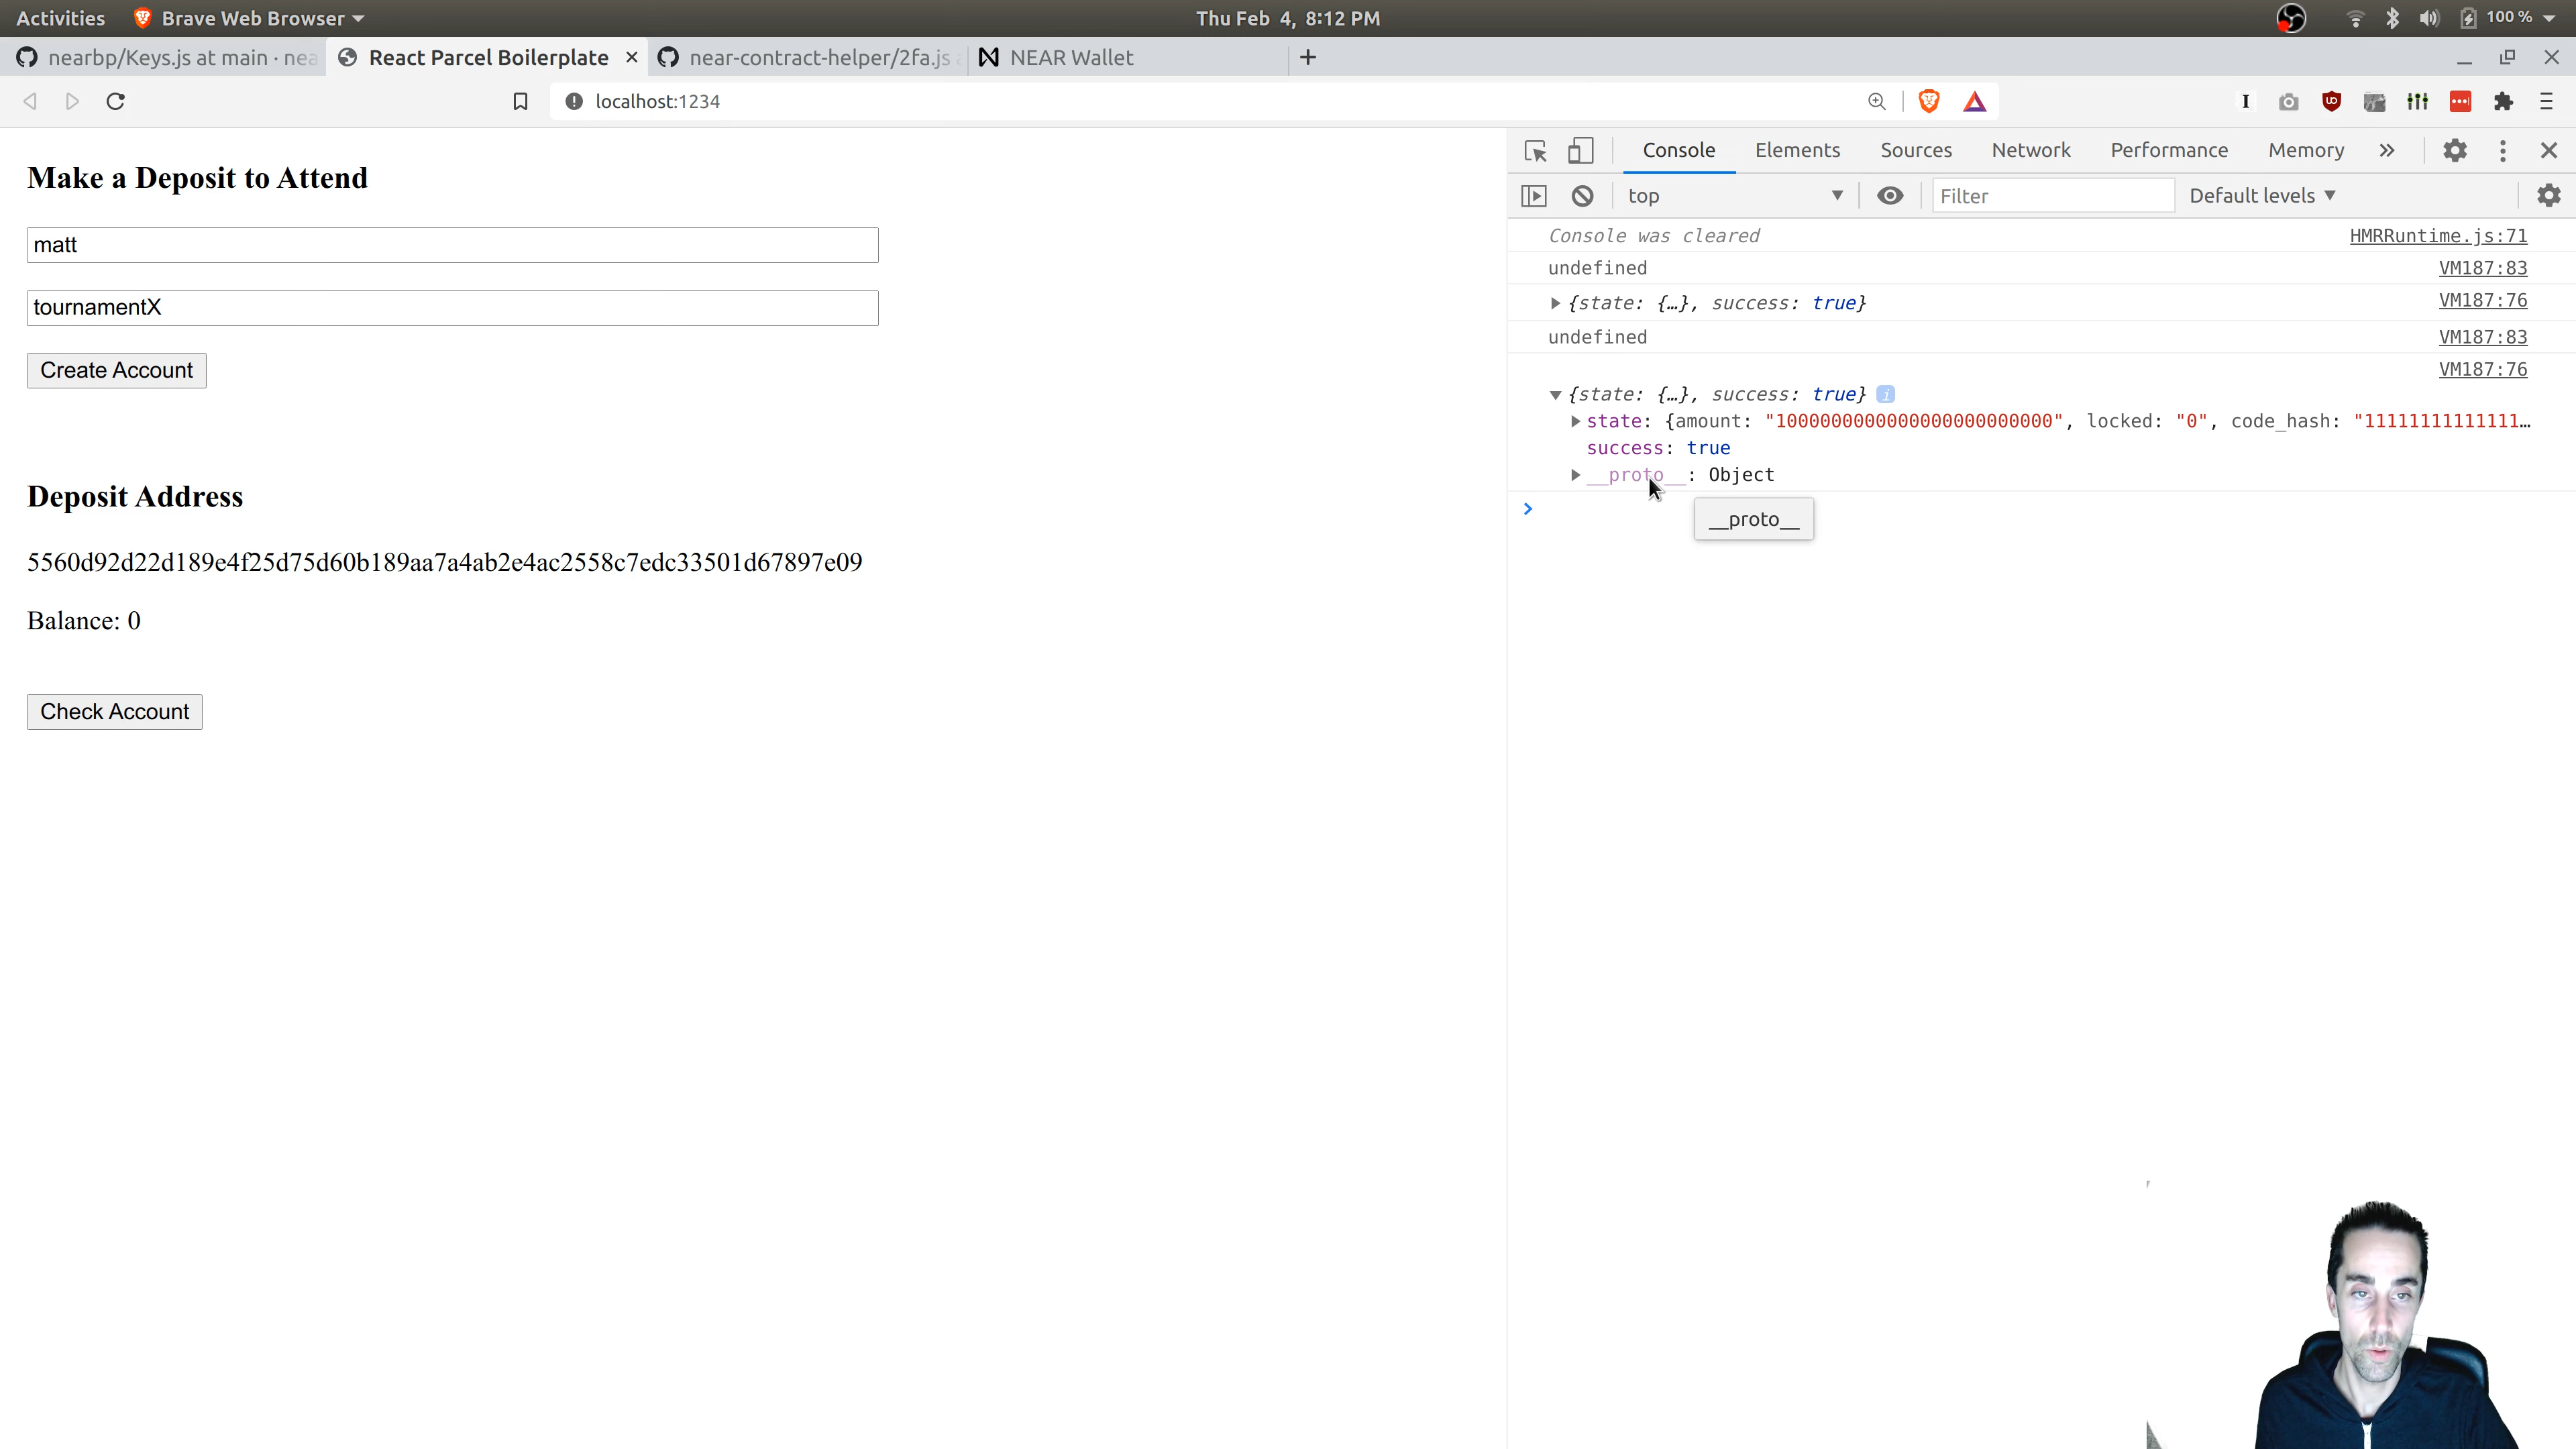 Activities Brave Web Browser Thu Feb 4, 8:12 PM 100 %
nearbp/Keys.js at main · nea React Parcel Boilerplate near-contract-helper/2fa.js NEAR Wallet
localhost:1234
Make a Deposit to Attend
matt
tournamentX
Create Account
Deposit Address
5560d92d22d189e4f25d75d60b189aa7a4ab2e4ac2558c7edc33501d67897e09
Balance: 0
Check Account
Console Elements Sources Network Performance Memory
top Filter Default levels
Console was cleared HMRRuntime.js:71
undefined VM187:83
{state: {…}, success: true} VM187:76
undefined VM187:83
VM187:76
{state: {…}, success: true} i
state: {amount: "1000000000000000000000000", locked: "0", code_hash: "11111111111111…
success: true
__proto__: Object
__proto__